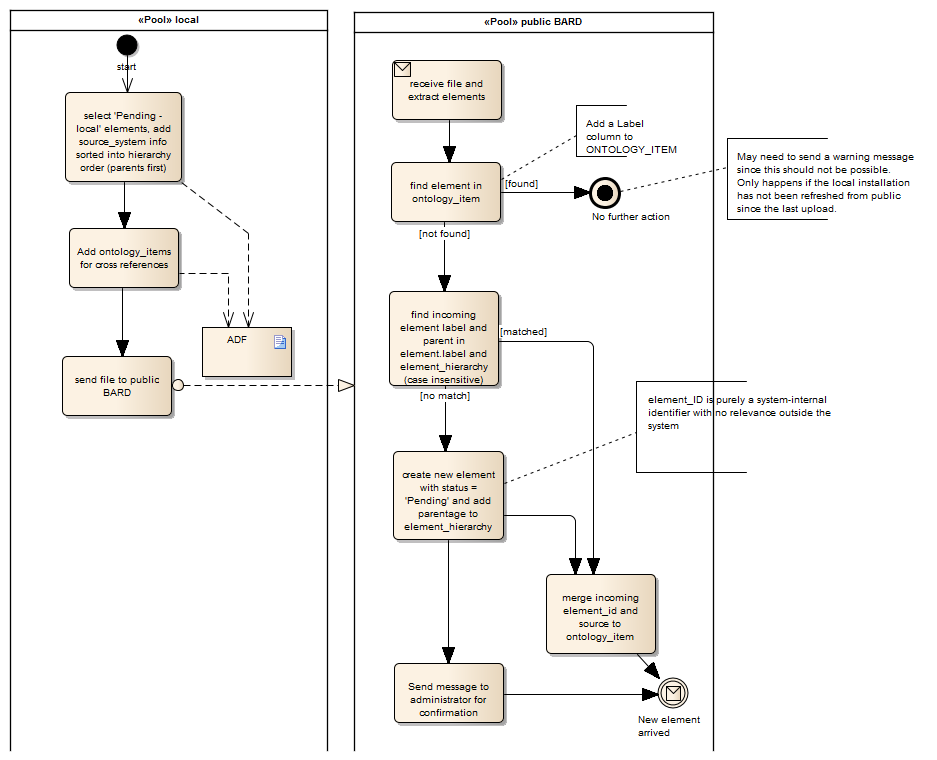 «Pool» local
start
select 'Pending -
local' elements, add
source_system info
sorted into hierarchy
order (parents first)
Add ontology_items
for cross references
ADF
send file to public
BARD
«Pool» public BARD
receive file and
extract elements
Add a Label
column to
ONTOLOGY_ITEM
find element in
ontology_item
[found]
No further action
May need to send a warning message
since this should not be possible.
Only happens if the local installation
has not been refreshed from public
since the last upload.
[not found]
find incoming
element label and
parent in
element.label and
element_hierarchy
(case insensitive)
[matched]
[no match]
element_ID is purely a system-internal
identifier with no relevance outside the
system
create new element
with status =
'Pending' and add
parentage to
element_hierarchy
merge incoming
element_id and
source to
ontology_item
Send message to
administrator for
confirmation
New element
arrived